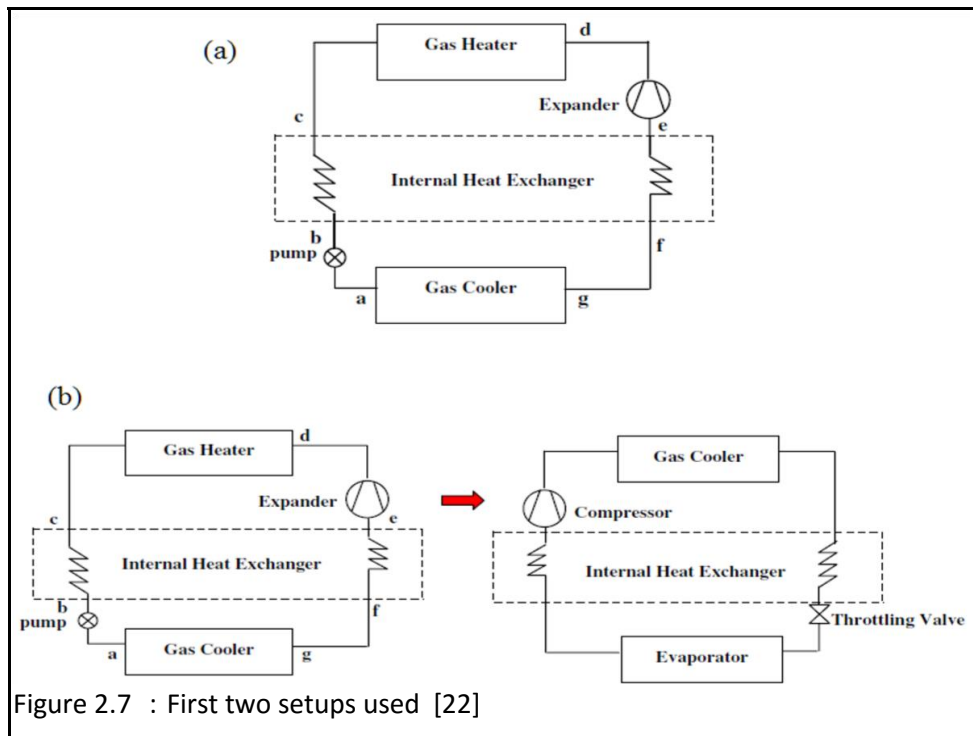 (a)
Gas Heater
d
Expander
c
e
Internal Heat Exchanger
b
pump
f
a
Gas Cooler
g
(b)
Gas Heater
d
Expander
c
e
Internal Heat Exchanger
b
pump
f
a
Gas Cooler
g
Gas Cooler
Compressor
Internal Heat Exchanger
Throttling Valve
Evaporator
Figure 2.7 : First two setups used [22]